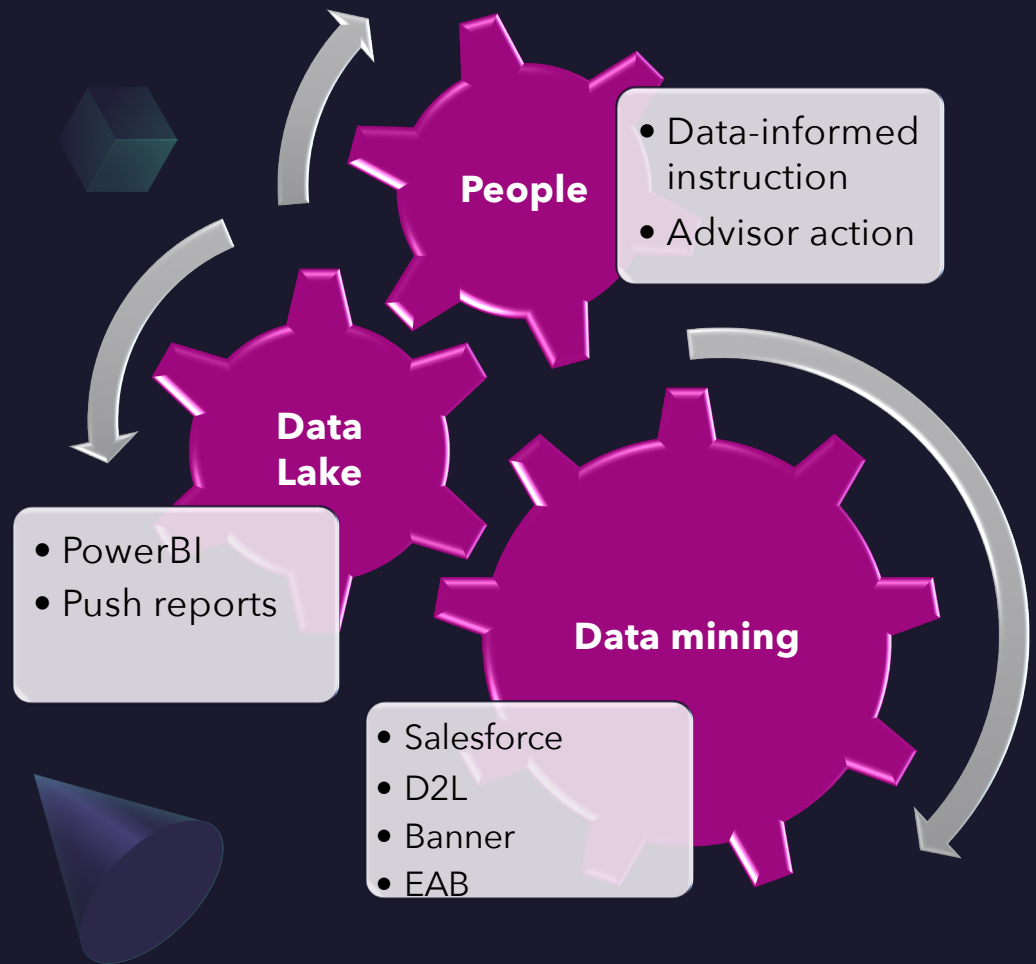 People
• Data-informed
instruction
• Advisor action
Data
Lake
• PowerBI
• Push reports
Data mining
• Salesforce
• D2L
• Banner
• EAB